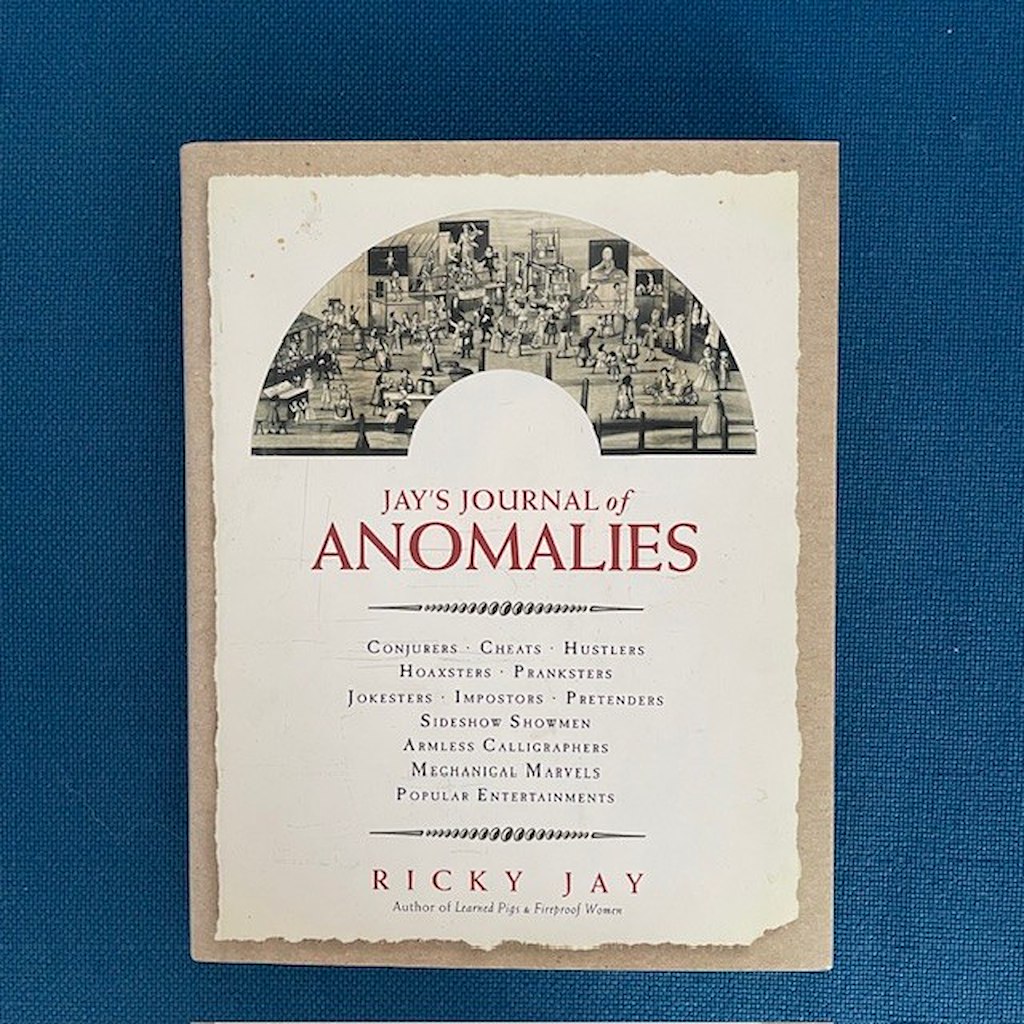 JAY'S JOURNAL of
ANOMALIES
CONJURERS · CHEATS · HUSTLERS
HOAXSTERS · PRANKSTERS
JOKESTERS · IMPOSTORS · PRETENDERS
SIDESHOW SHOWMEN
ARMLESS CALLIGRAPHERS
MECHANICAL MARVELS
POPULAR ENTERTAINMENTS
RICKY JAY
Author of Learned Pigs & Fireproof Women